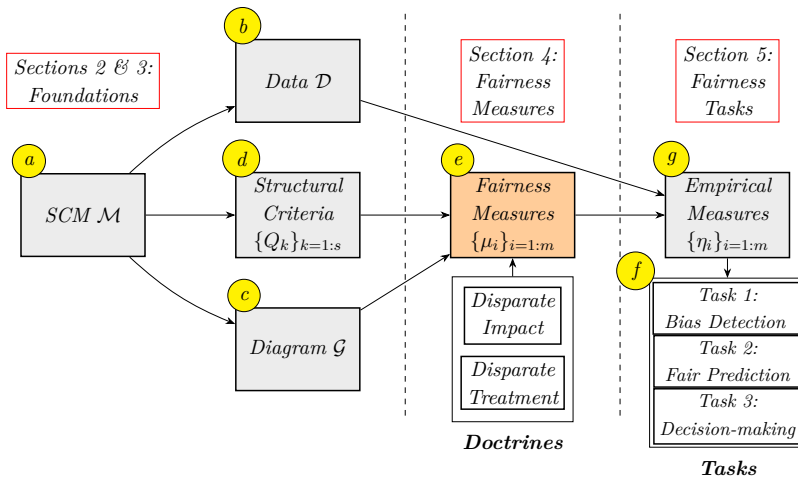 Sections 2 & 3:
Foundations
b
Data 𝒟
Section 4:
Fairness
Measures
Section 5:
Fairness
Tasks
a
SCM ℳ
d
Structural
Criteria
{Q_k}_{k=1:s}
e
Fairness
Measures
{μ_i}_{i=1:m}
g
Empirical
Measures
{η_i}_{i=1:m}
c
Diagram 𝒢
Disparate
Impact
Disparate
Treatment
Doctrines
f
Task 1:
Bias Detection
Task 2:
Fair Prediction
Task 3:
Decision-making
Tasks